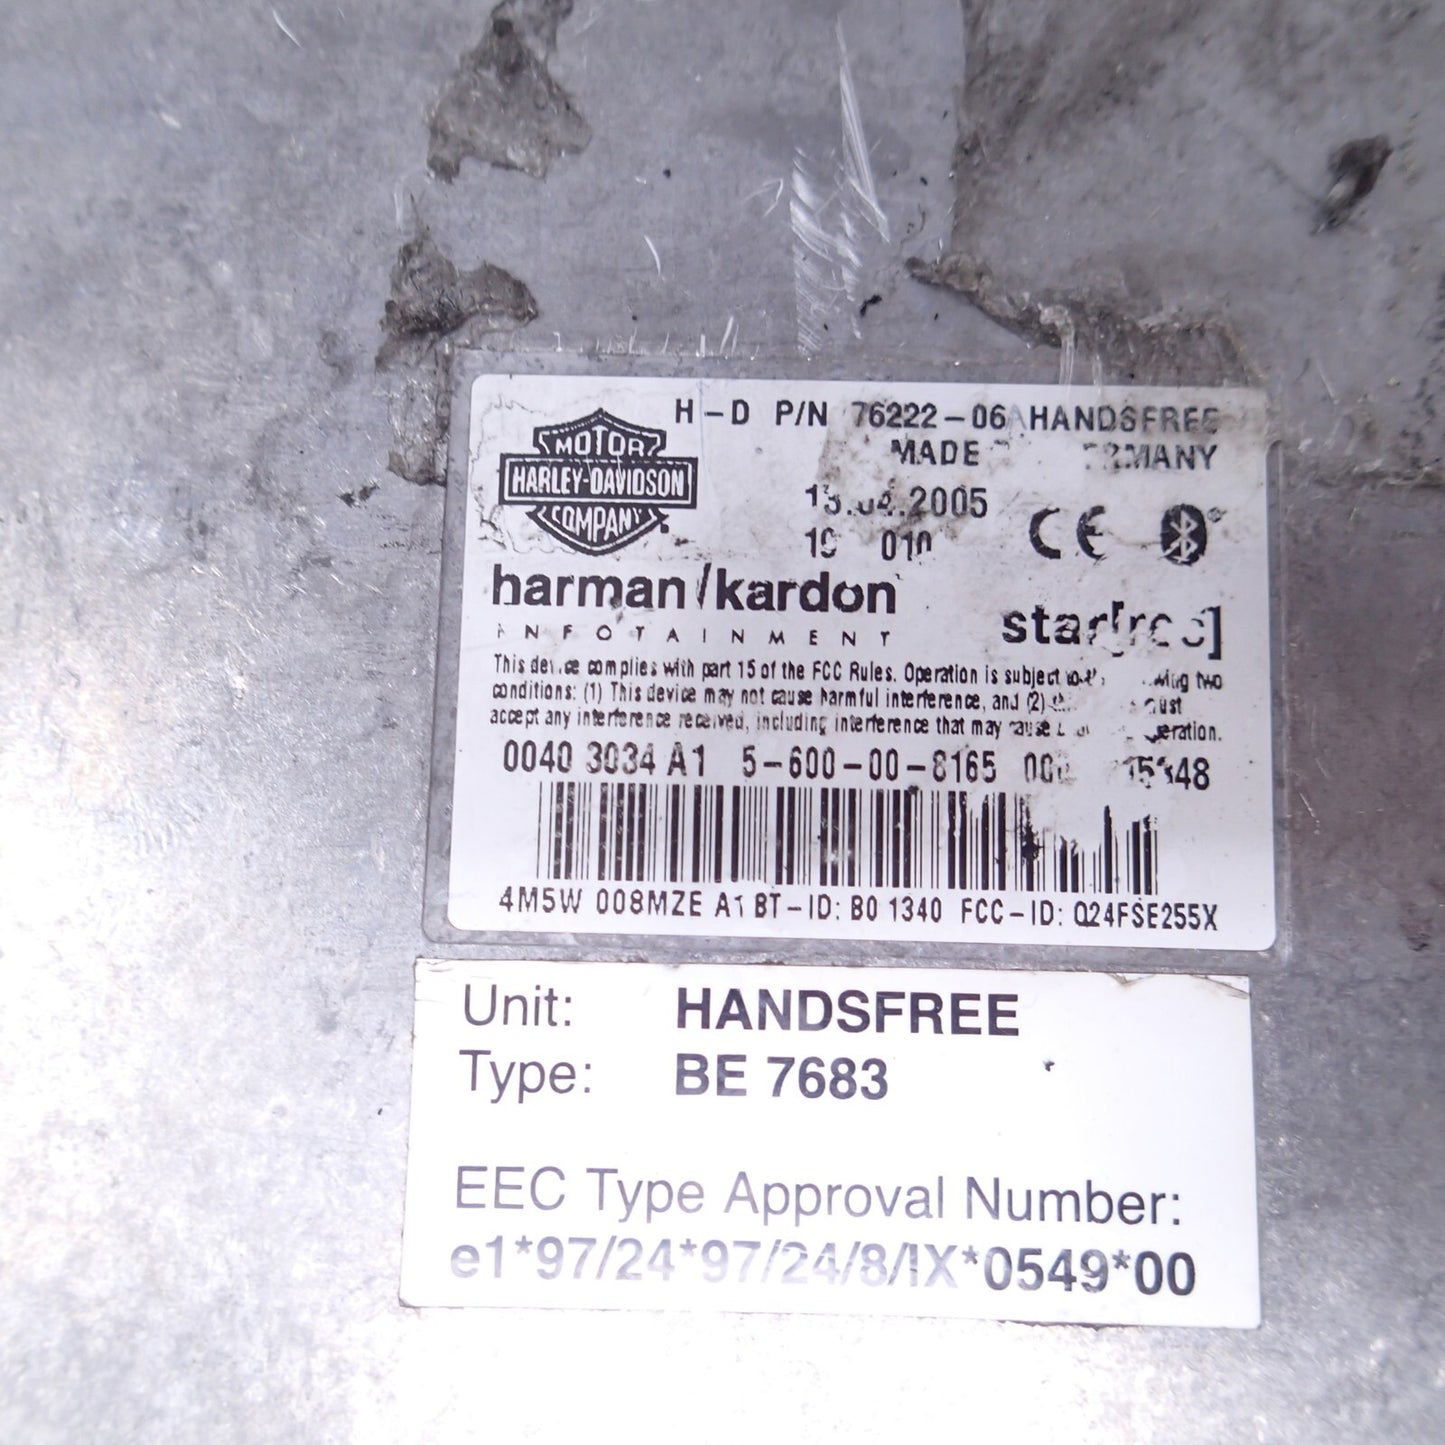 H-D P/N 76222-06A HANDSFREE
MADE
MOTOR
HARLEY-DAVIDSON
COMPANY
.2005
CE
harman/kardon
INFOTAINMENT
This device complies with part 15 of the FCC Rules. Operation is subject two
conditions: (1) This device may not cause harmful interference, and (2)
accept any interference received, including interference that may cause
0040 3034 A1 5-600-00-8165
4M5W 008MZE A1 BT-ID: B01340 FCC-ID: Q24FSE255X
Unit: HANDSFREE
Type: BE 7683
EEC Type Approval Number:
e1*97/24*97/24/8/IX*0549*00